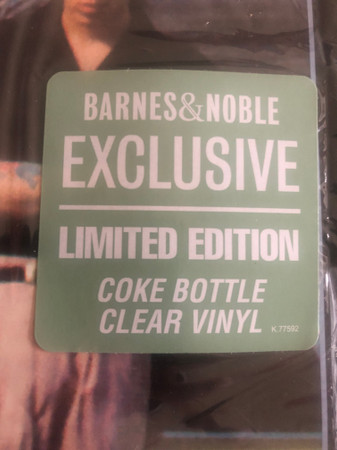 BARNES&NOBLE
EXCLUSIVE
LIMITED EDITION
COKE BOTTLE
CLEAR VINYL K.77592